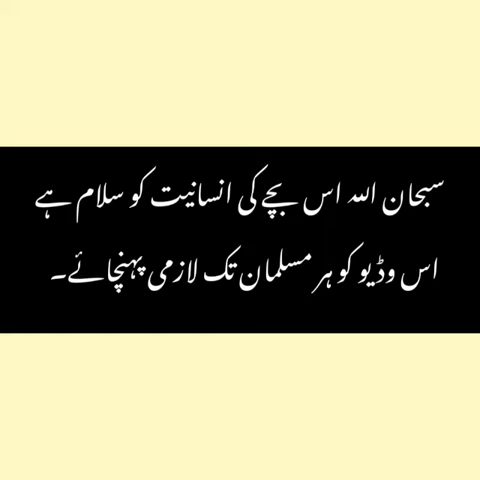 سبحان اللہ اس بچے کی انسانیت کو سلام ہے
اس وڈیو کو ہر مسلمان تک لازمی پہنچائے۔